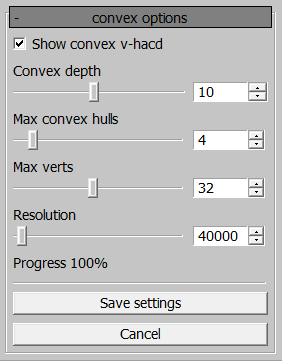 - convex options
Show convex v-hacd
Convex depth
10
Max convex hulls
4
Max verts
32
Resolution
40000
Progress 100%
Save settings
Cancel